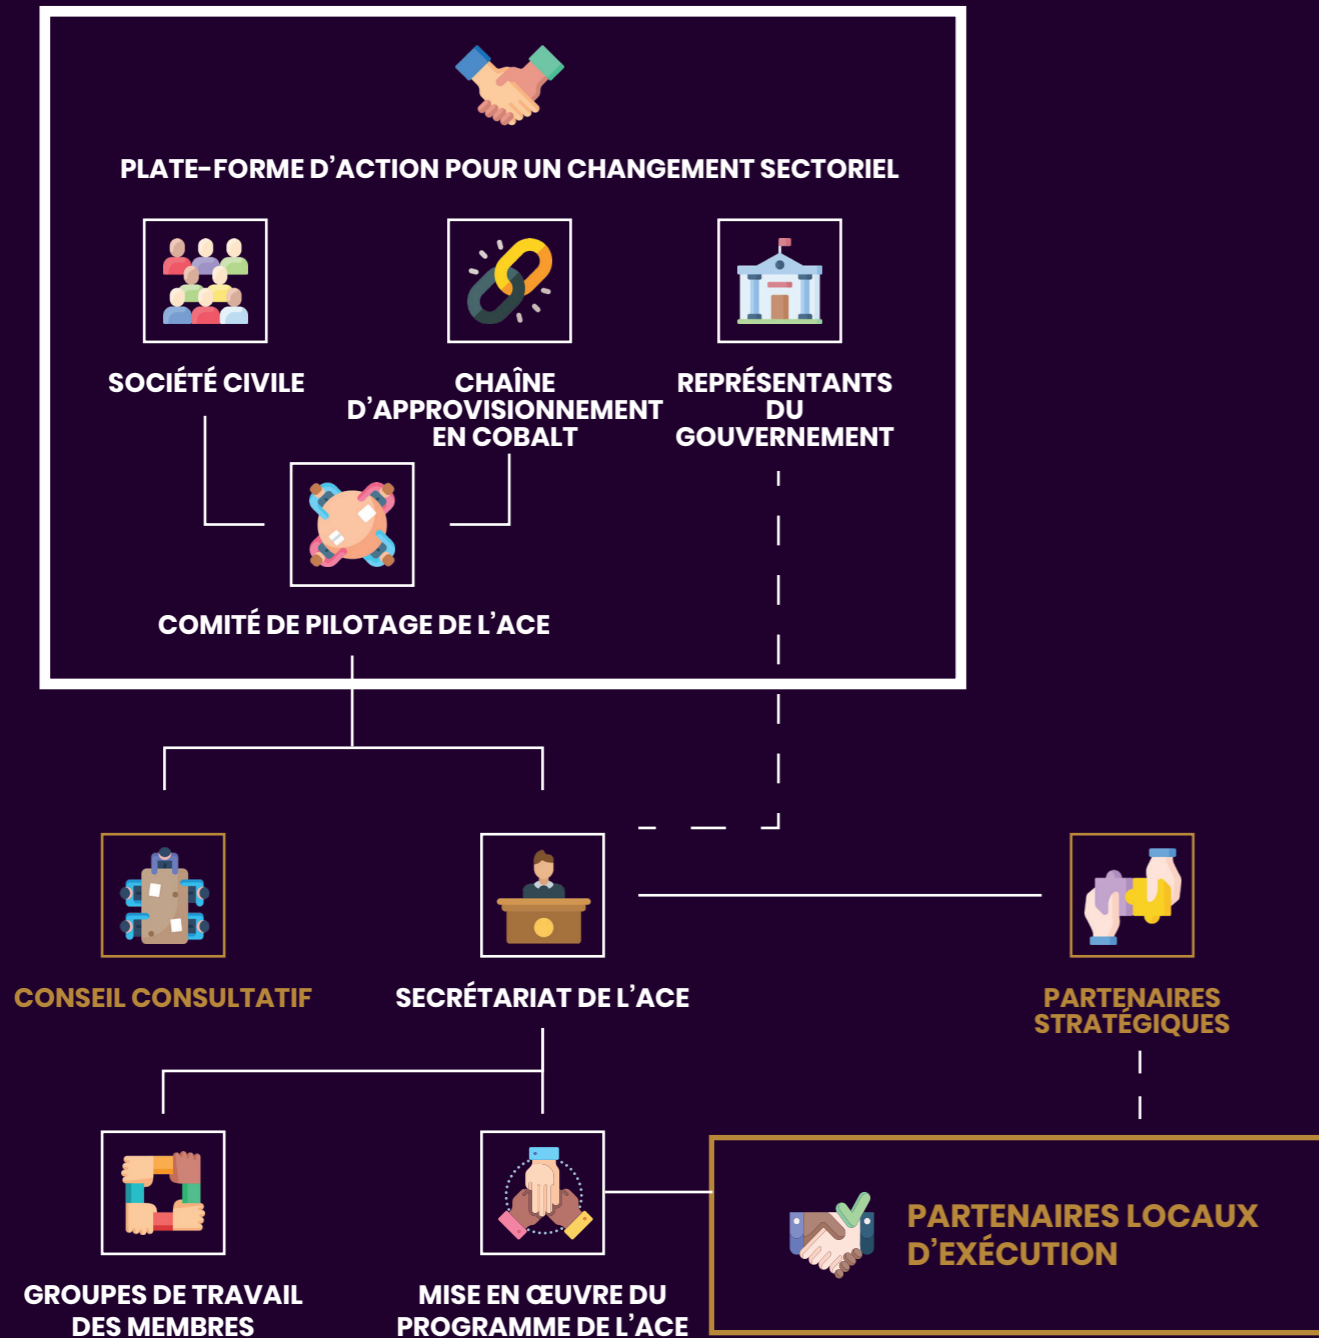 PLATE-FORME D’ACTION POUR UN CHANGEMENT SECTORIEL
SOCIÉTÉ CIVILE
CHAÎNE
D’APPROVISIONNEMENT
EN COBALT
REPRÉSENTANTS
DU
GOUVERNEMENT
COMITÉ DE PILOTAGE DE L’ACE
CONSEIL CONSULTATIF
SECRÉTARIAT DE L’ACE
PARTENAIRES
STRATÉGIQUES
GROUPES DE TRAVAIL
DES MEMBRES
MISE EN ŒUVRE DU
PROGRAMME DE L’ACE
PARTENAIRES LOCAUX
D’EXÉCUTION